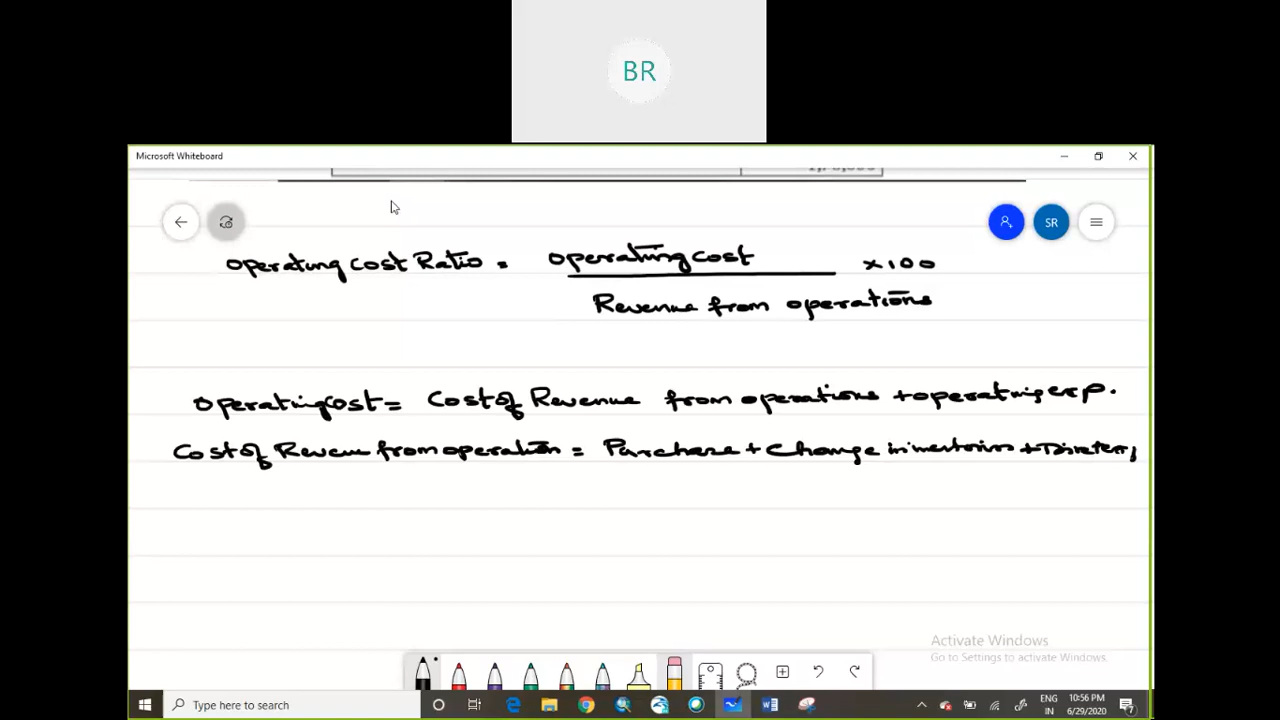 BR
Microsoft Whiteboard
SR
Operating Cost Ratio = Operating Cost × 100
Revenue from operations
Operating Cost = Cost of Revenue from operations + operating exp.
Cost of Revenue from operation = Purchase + Change in inventories + Direct
Activate Windows
Go to Settings to activate Windows.
Type here to search
ENG
IN
10:56 PM
6/29/2020